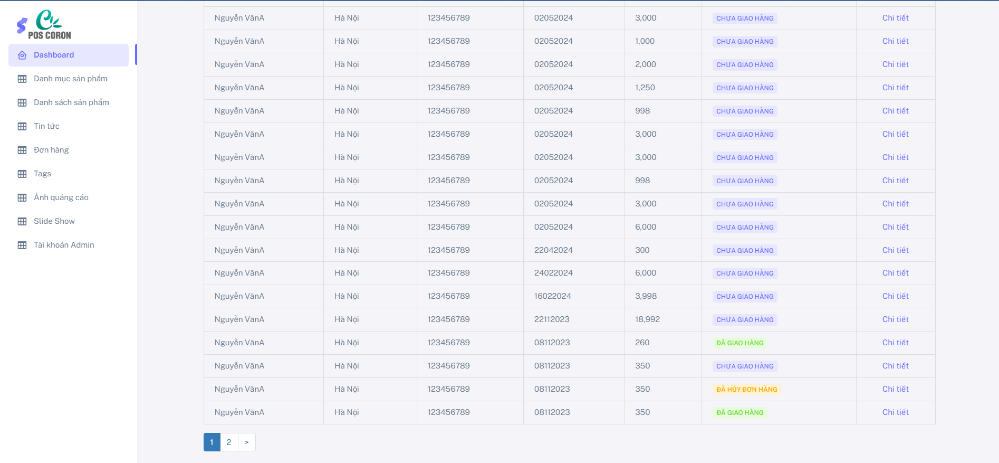 POS CORON
Dashboard
Danh mục sản phẩm
Danh sách sản phẩm
Tin tức
Đơn hàng
Tags
Ảnh quảng cáo
Slide Show
Tài khoản Admin
Nguyễn VănA Hà Nội 123456789 02052024 3,000 CHƯA GIAO HÀNG Chi tiết
Nguyễn VănA Hà Nội 123456789 02052024 1,000 CHƯA GIAO HÀNG Chi tiết
Nguyễn VănA Hà Nội 123456789 02052024 2,000 CHƯA GIAO HÀNG Chi tiết
Nguyễn VănA Hà Nội 123456789 02052024 1,250 CHƯA GIAO HÀNG Chi tiết
Nguyễn VănA Hà Nội 123456789 02052024 998 CHƯA GIAO HÀNG Chi tiết
Nguyễn VănA Hà Nội 123456789 02052024 3,000 CHƯA GIAO HÀNG Chi tiết
Nguyễn VănA Hà Nội 123456789 02052024 3,000 CHƯA GIAO HÀNG Chi tiết
Nguyễn VănA Hà Nội 123456789 02052024 998 CHƯA GIAO HÀNG Chi tiết
Nguyễn VănA Hà Nội 123456789 02052024 3,000 CHƯA GIAO HÀNG Chi tiết
Nguyễn VănA Hà Nội 123456789 02052024 6,000 CHƯA GIAO HÀNG Chi tiết
Nguyễn VănA Hà Nội 123456789 22042024 300 CHƯA GIAO HÀNG Chi tiết
Nguyễn VănA Hà Nội 123456789 24022024 6,000 CHƯA GIAO HÀNG Chi tiết
Nguyễn VănA Hà Nội 123456789 16022024 3,998 CHƯA GIAO HÀNG Chi tiết
Nguyễn VănA Hà Nội 123456789 22112023 18,992 CHƯA GIAO HÀNG Chi tiết
Nguyễn VănA Hà Nội 123456789 08112023 260 ĐÃ GIAO HÀNG Chi tiết
Nguyễn VănA Hà Nội 123456789 08112023 350 CHƯA GIAO HÀNG Chi tiết
Nguyễn VănA Hà Nội 123456789 08112023 350 ĐÃ HỦY ĐƠN HÀNG Chi tiết
Nguyễn VănA Hà Nội 123456789 08112023 350 ĐÃ GIAO HÀNG Chi tiết
1 2 >